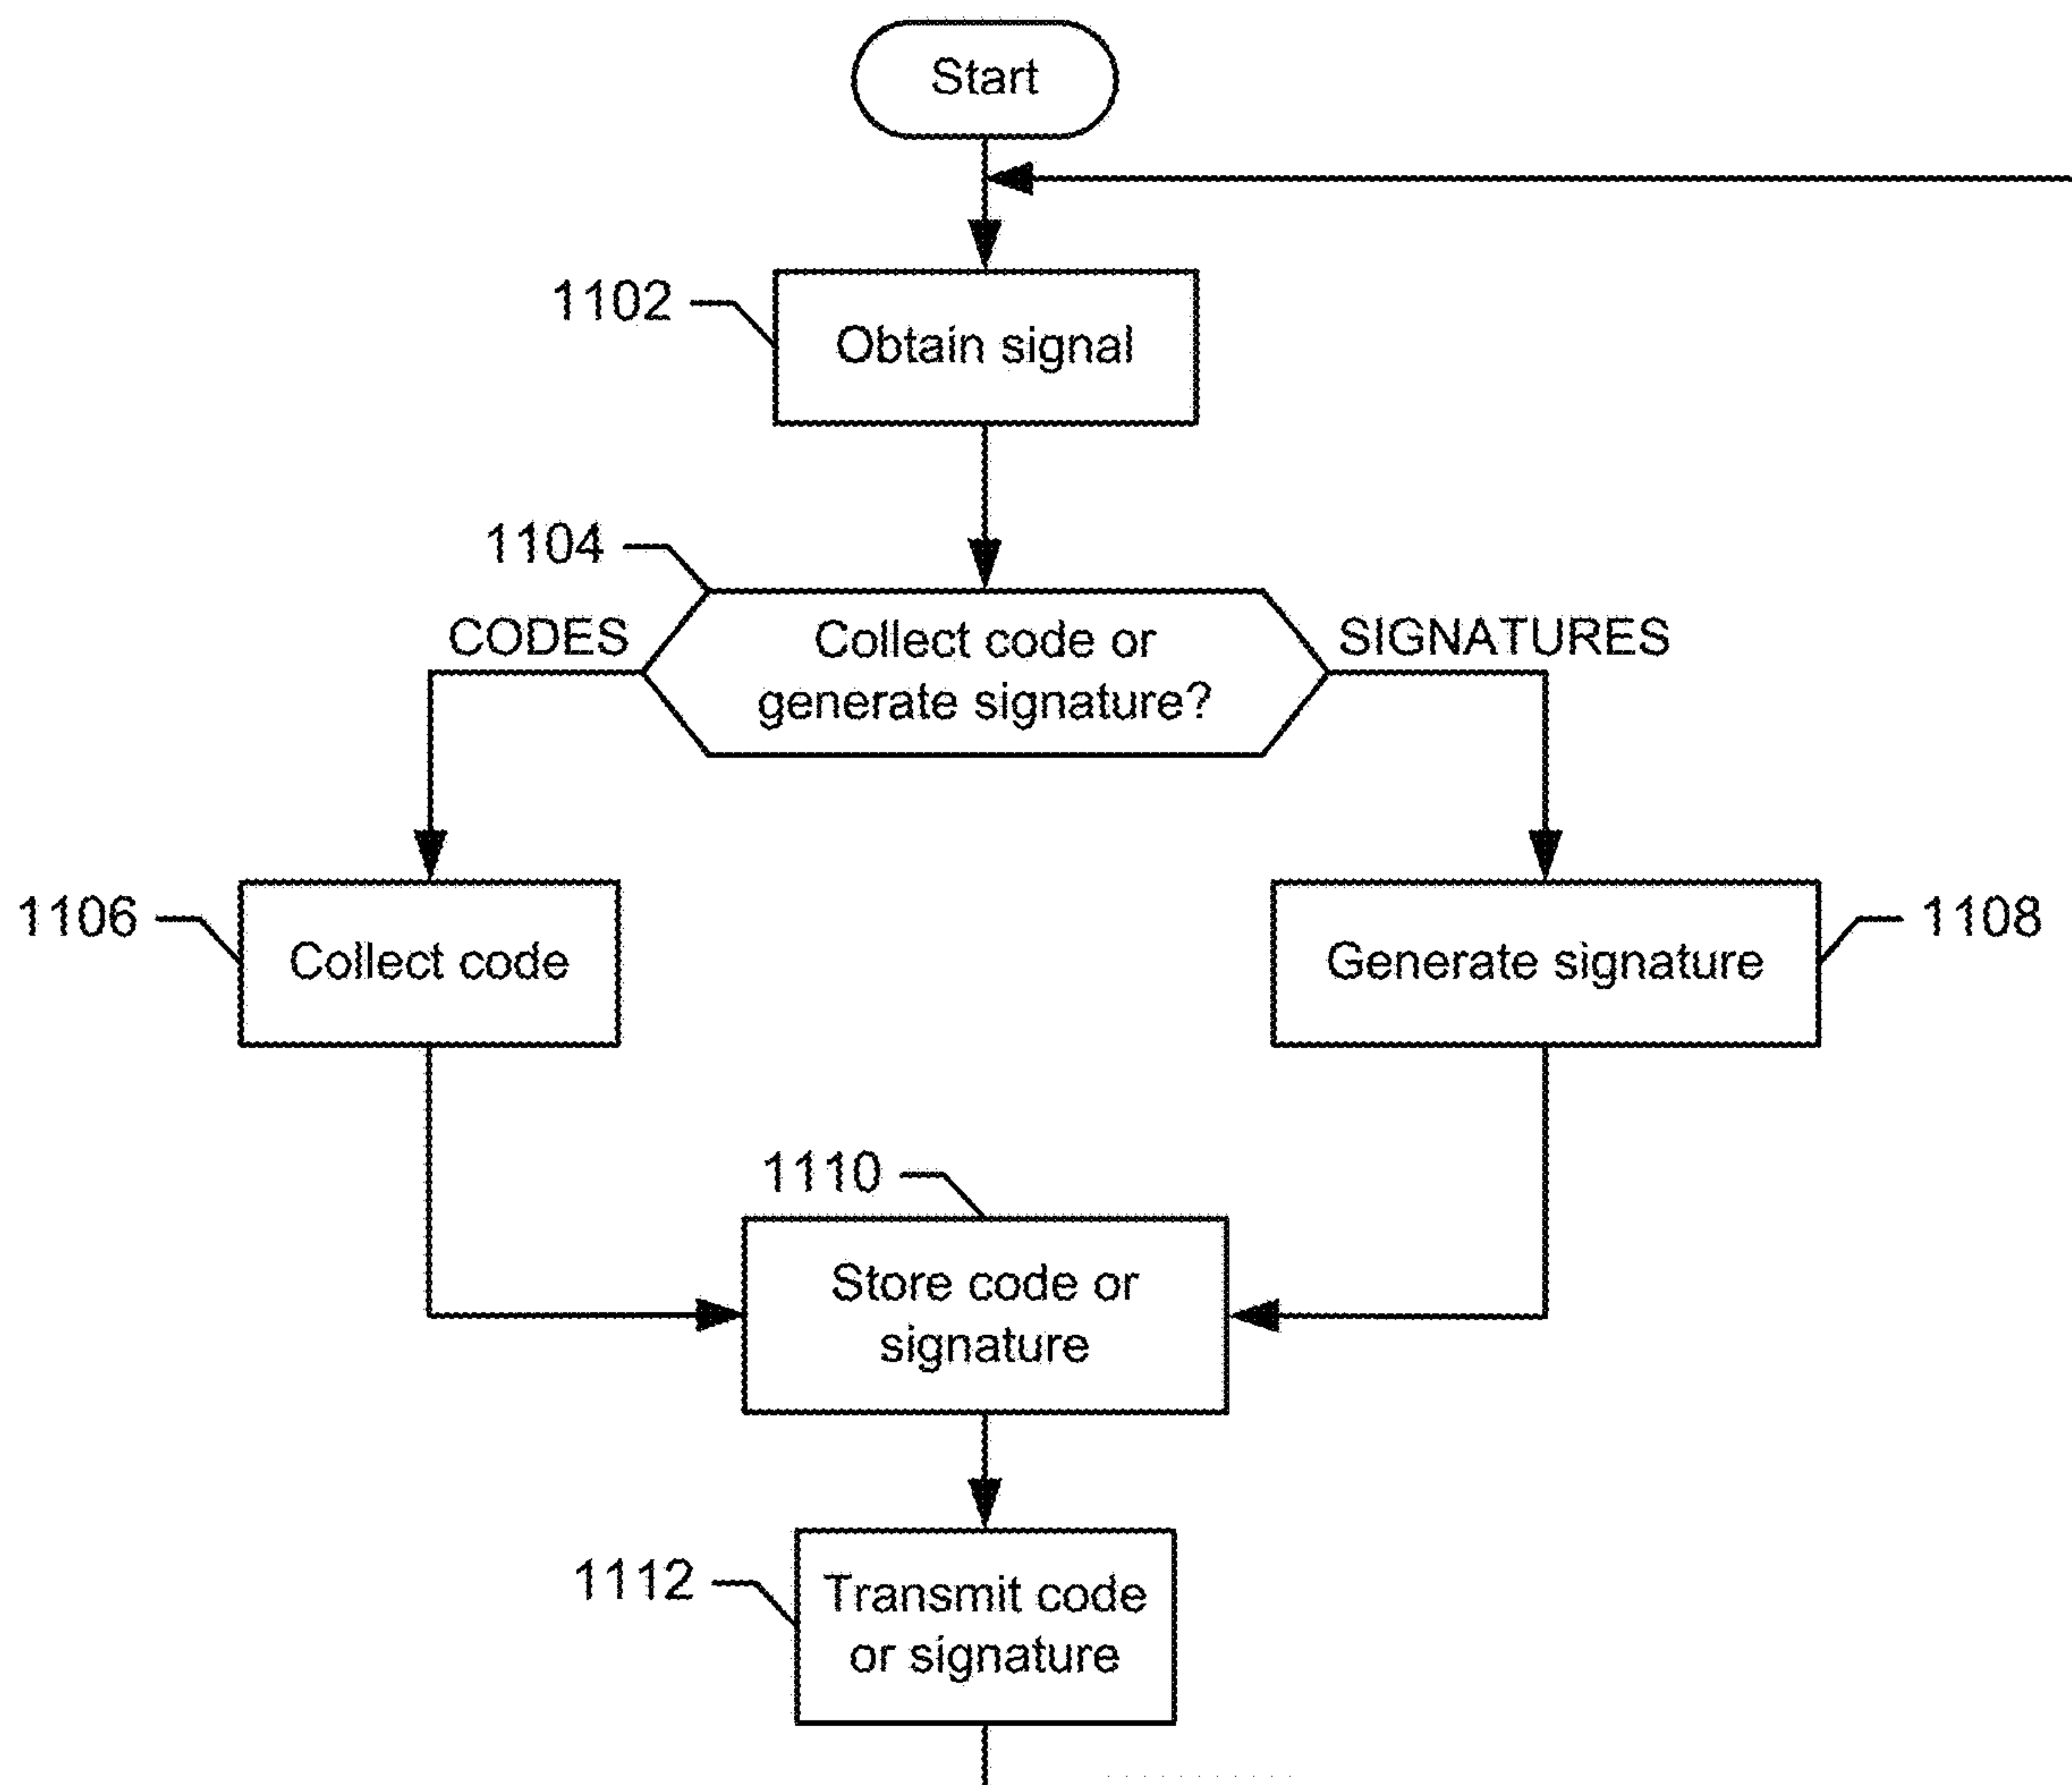 Start
1102
Obtain signal
1104
CODES
Collect code or
generate signature?
SIGNATURES
1106
Collect code
Generate signature
1108
1110
Store code or
signature
1112
Transmit code
or signature